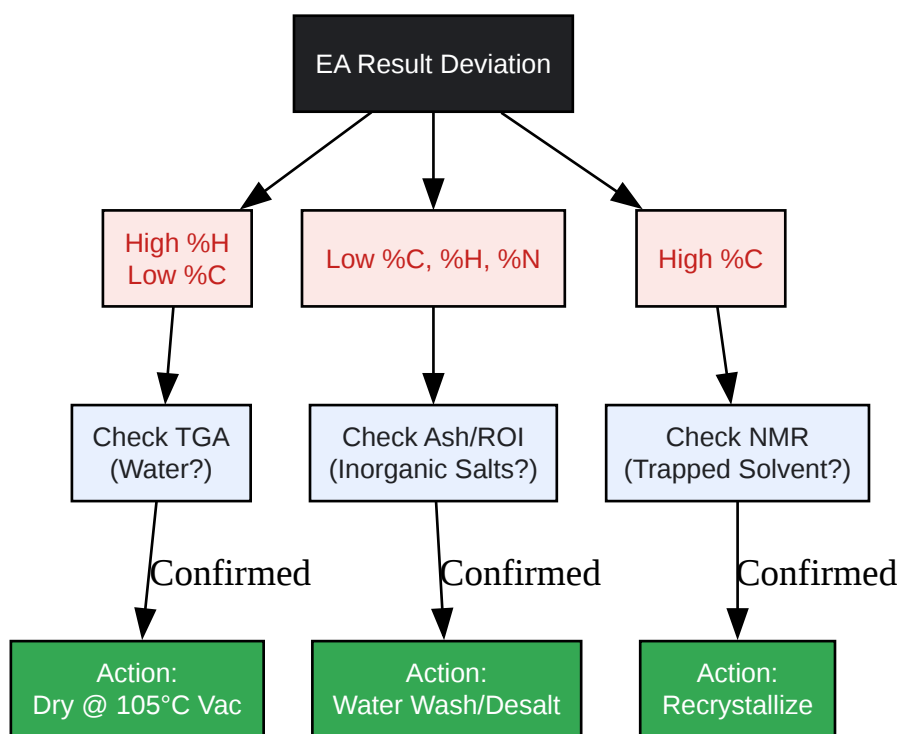 EA Result Deviation
High %H
Low %C
Low %C, %H, %N
High %C
Check TGA
(Water?)
Check Ash/ROI
(Inorganic Salts?)
Check NMR
(Trapped Solvent?)
Confirmed
Confirmed
Confirmed
Action:
Dry @ 105°C Vac
Action:
Water Wash/Desalt
Action:
Recrystallize